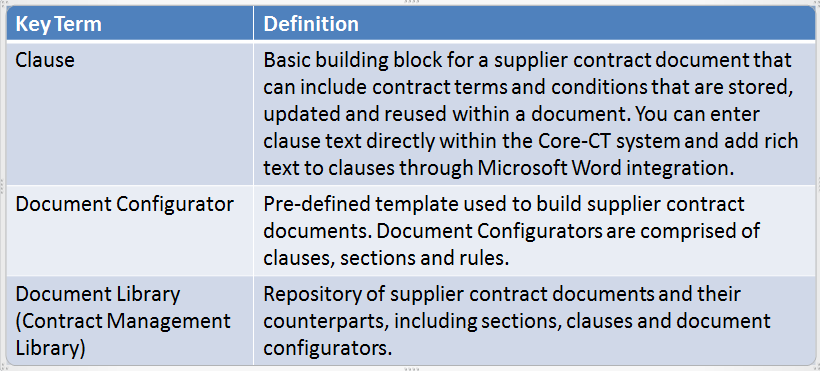 Key Term
Definition
Clause
Basic building block for a supplier contract document that
can include contract terms and conditions that are stored,
updated and reused within a document. You can enter
clause text directly within the Core-CT system and add rich
text to clauses through Microsoft Word integration.
Document Configurator
Pre-defined template used to build supplier contract
documents. Document Configurators are comprised of
clauses, sections and rules.
Document Library
(Contract Management
Library)
Repository of supplier contract documents and their
counterparts, including sections, clauses and document
configurators.